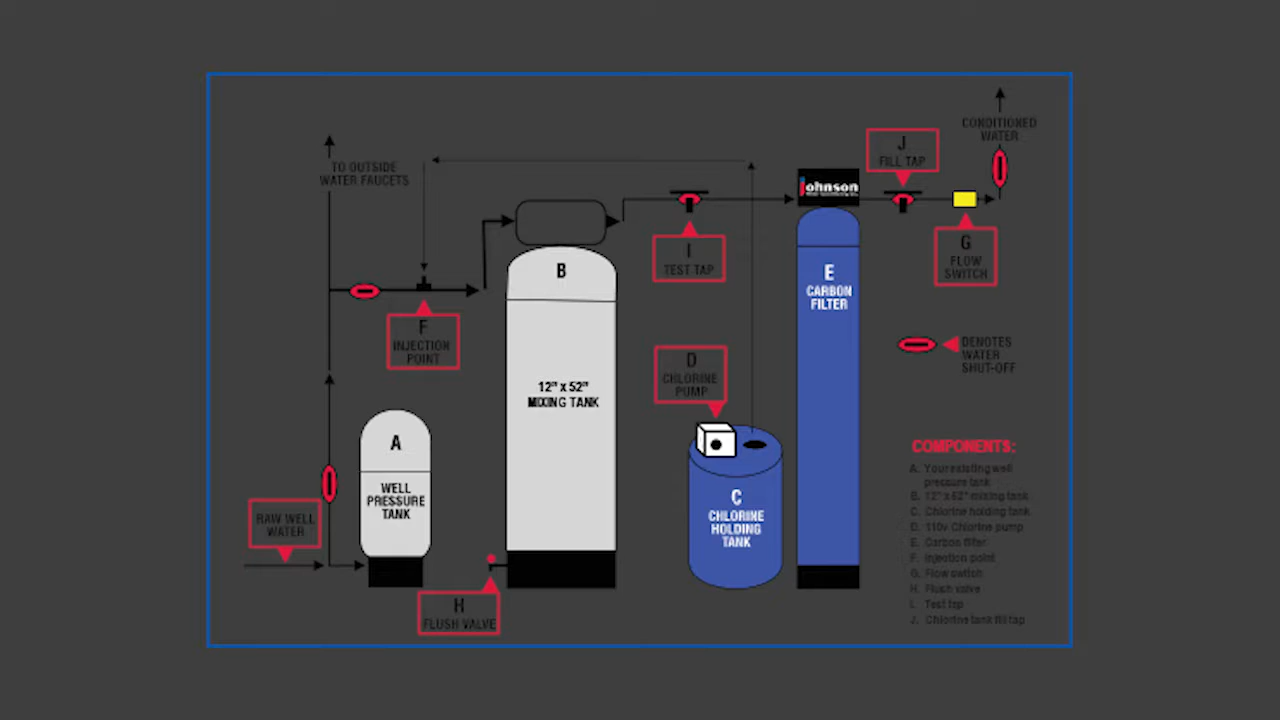 CONDITIONED
WATER
J
FILL TAP
TO OUTSIDE
WATER FAUCETS
johnson
I
TEST TAP
G
FLOW
SWITCH
B
E
CARBON
FILTER
F
INJECTION
POINT
D
CHLORINE
PUMP
DENOTES
WATER
SHUT-OFF
12" x 52"
MIXING TANK
A
WELL
PRESSURE
TANK
C
CHLORINE
HOLDING
TANK
RAW WELL
WATER
H
FLUSH VALVE
COMPONENTS:
A. Your existing well
pressure tank
B. 12" x 52" mixing tank
C. Chlorine holding tank
D. 110v Chlorine pump
E. Carbon filter
F. Injection point
G. Flow switch
H. Flush valve
I. Test tap
J. Chlorine tank fill tap